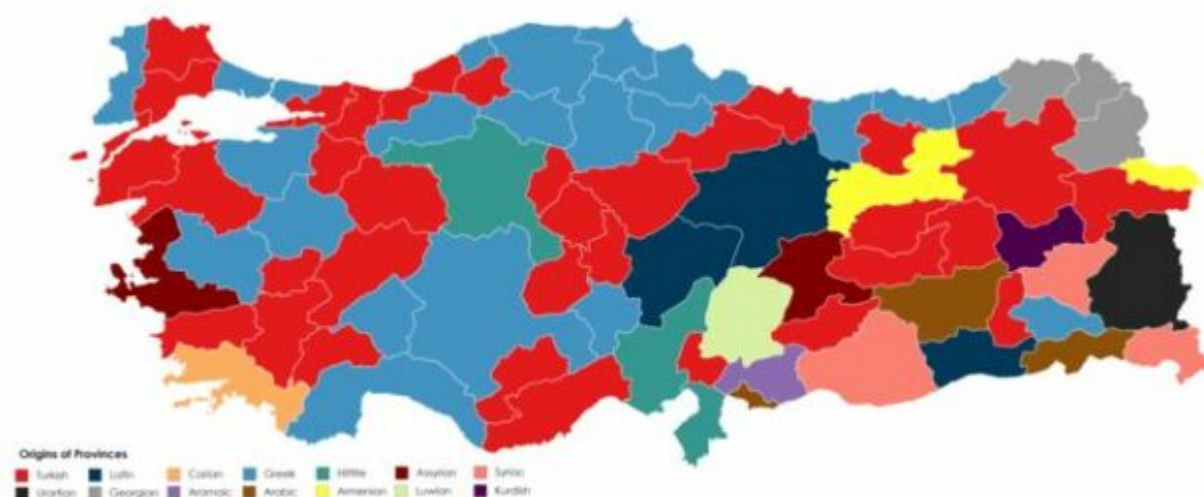 Origins of Provinces
Turkish Latin Carian Greek Hittite Assyrian Syriac
Urartian Georgian Aramaic Arabic Armenian Luwian Kurdish